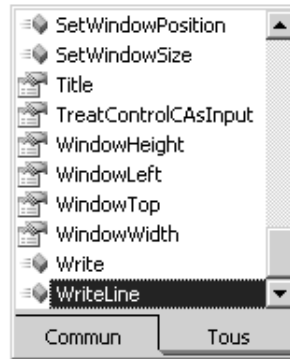 SetWindowPosition
SetWindowSize
Title
TreatControlCAsInput
WindowHeight
WindowLeft
WindowTop
WindowWidth
Write
WriteLine
Commun Tous